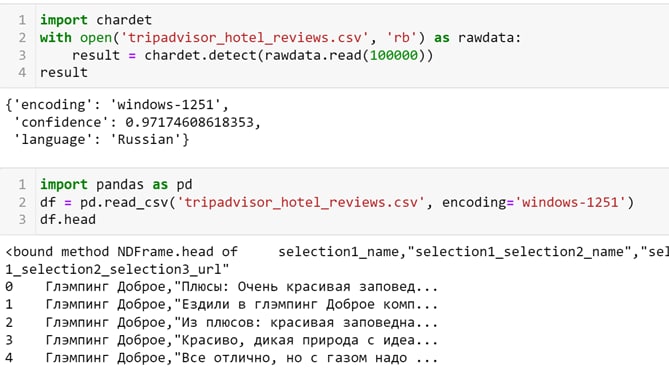 1 import chardet
2 with open('tripadvisor_hotel_reviews.csv', 'rb') as rawdata:
3     result = chardet.detect(rawdata.read(100000))
4 result
{'encoding': 'windows-1251',
 'confidence': 0.97174608618353,
 'language': 'Russian'}
1 import pandas as pd
2 df = pd.read_csv('tripadvisor_hotel_reviews.csv', encoding='windows-1251')
3 df.head
<bound method NDFrame.head of     selection1_name,"selection1_selection2_name","sel
1_selection2_selection3_url"
0    Глэмпинг Доброе,"Плюсы: Очень красивая заповед...
1    Глэмпинг Доброе,"Ездили в глэмпинг Доброе комп...
2    Глэмпинг Доброе,"Из плюсов: красивая заповедна...
3    Глэмпинг Доброе,"Красиво, дикая природа с идеа...
4    Глэмпинг Доброе,"Все отлично, но с газом надо ...